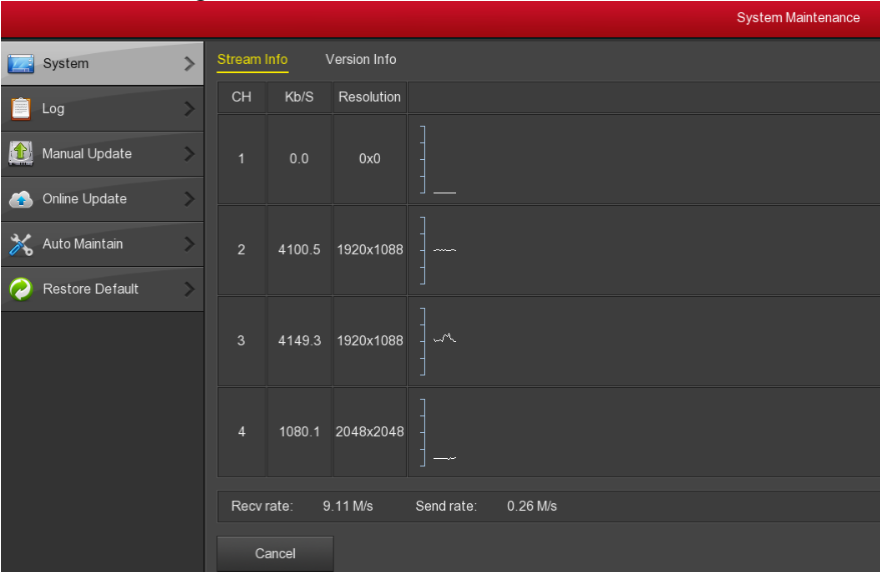 System Maintenance
System
Log
Manual Update
Online Update
Auto Maintain
Restore Default
Stream Info Version Info
CH Kb/S Resolution
1 0.0 0x0
2 4100.5 1920x1088
3 4149.3 1920x1088
4 1080.1 2048x2048
Recv rate: 9.11 M/s Send rate: 0.26 M/s
Cancel